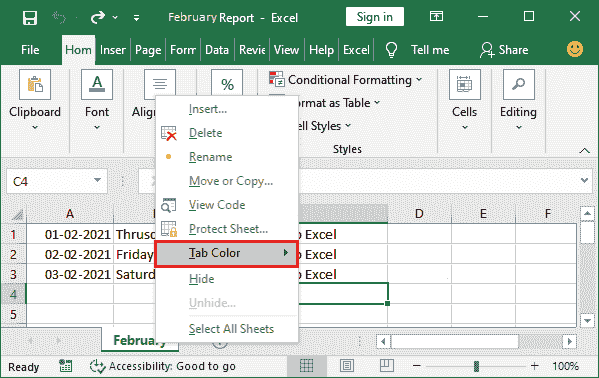 February Report - Excel Sign in
File Hom Inser Page Forr Data Revie View Help Excel Tell me Share
Clipboard Font Align % Conditional Formatting Cells Editing
ormat as Table
ell Styles
Styles
C4
Insert...
Delete
Rename
Move or Copy...
View Code
Protect Sheet...
Tab Color
Hide
Unhide...
Select All Sheets
A D E F
1 01-02-2021 Thrusd o Excel
2 02-02-2021 Friday o Excel
3 03-02-2021 Saturd o Excel
4
5
February
Ready Accessibility: Good to go 100%